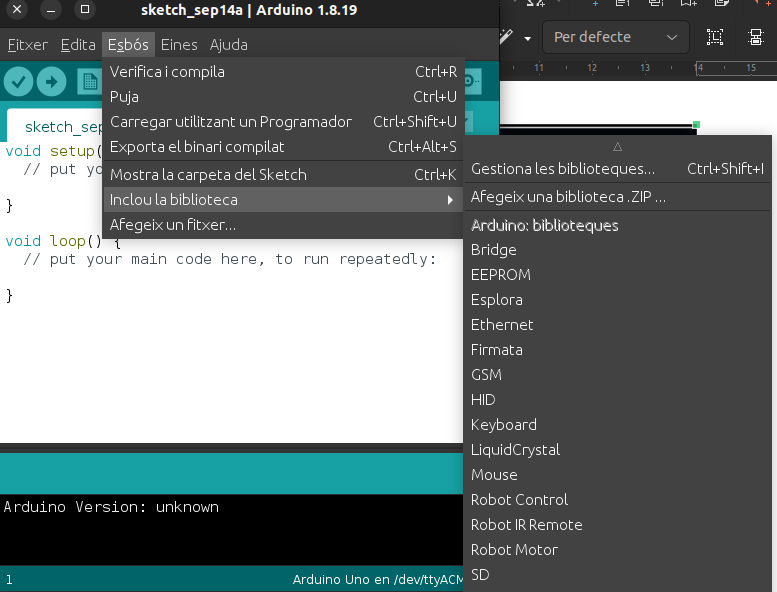 sketch_sep14a | Arduino 1.8.19
Fitxer Edita Esbós Eines Ajuda
Per defecte
11 12 13 14 15
Verifica i compila Ctrl+R
Puja Ctrl+U
Carregar utilitzant un Programador Ctrl+Shift+U
Exporta el binari compilat Ctrl+Alt+S
Mostra la carpeta del Sketch Ctrl+K
Inclou la biblioteca
Afegeix un fitxer...
Gestiona les biblioteques... Ctrl+Shift+I
Afegeix una biblioteca .ZIP ...
Arduino: biblioteques
Bridge
EEPROM
Esplora
Ethernet
Firmata
GSM
HID
Keyboard
LiquidCrystal
Mouse
Robot Control
Robot IR Remote
Robot Motor
SD
void setup(
// put yo
}
void loop() {
// put your main code here, to run repeatedly:
}
Arduino Version: unknown
1 Arduino Uno en /dev/ttyACM